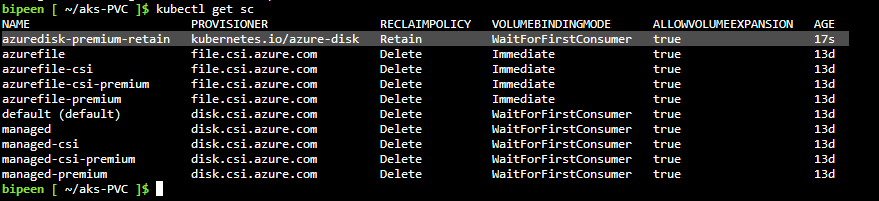 bipeen [ ~/aks-PVC ]$ kubectl get sc
NAME PROVISIONER RECLAIMPOLICY VOLUMEBINDINGMODE ALLOWVOLUMEEXPANSION AGE
azuredisk-premium-retain kubernetes.io/azure-disk Retain WaitForFirstConsumer true 17s
azurefile file.csi.azure.com Delete Immediate true 13d
azurefile-csi file.csi.azure.com Delete Immediate true 13d
azurefile-csi-premium file.csi.azure.com Delete Immediate true 13d
azurefile-premium file.csi.azure.com Delete Immediate true 13d
default (default) disk.csi.azure.com Delete WaitForFirstConsumer true 13d
managed disk.csi.azure.com Delete WaitForFirstConsumer true 13d
managed-csi disk.csi.azure.com Delete WaitForFirstConsumer true 13d
managed-csi-premium disk.csi.azure.com Delete WaitForFirstConsumer true 13d
managed-premium disk.csi.azure.com Delete WaitForFirstConsumer true 13d
bipeen [ ~/aks-PVC ]$